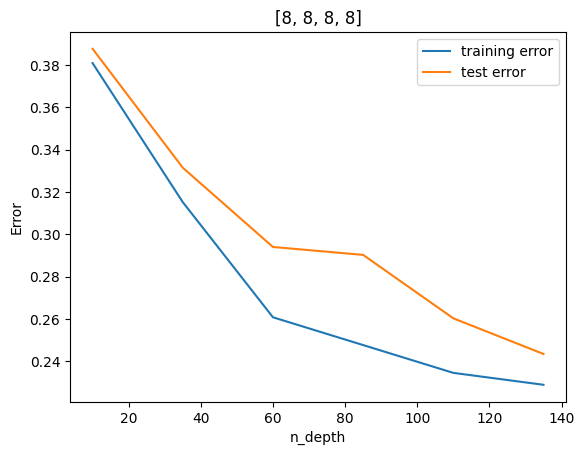 [8, 8, 8, 8]
training error
test error
0.38
0.36
0.34
0.32
0.30
0.28
0.26
0.24
Error
20 40 60 80 100 120 140
n_depth